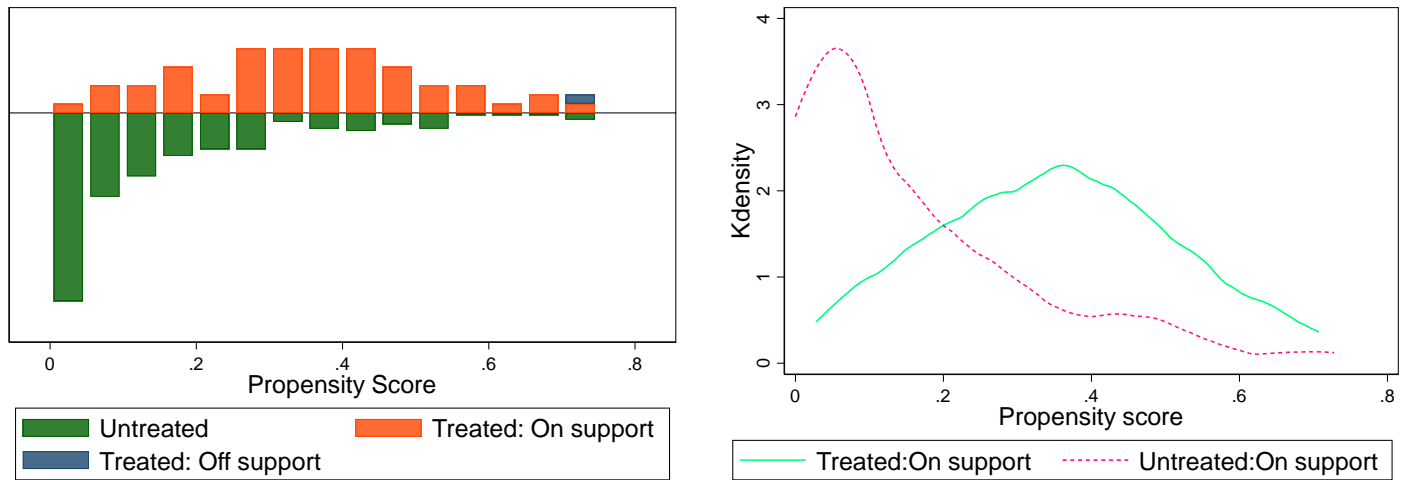 0 .2 .4 .6 .8
Propensity Score
Untreated Treated: On support
Treated: Off support
4
3
2
1
0
Kdensity
0 .2 .4 .6 .8
Propensity score
Treated:On support Untreated:On support